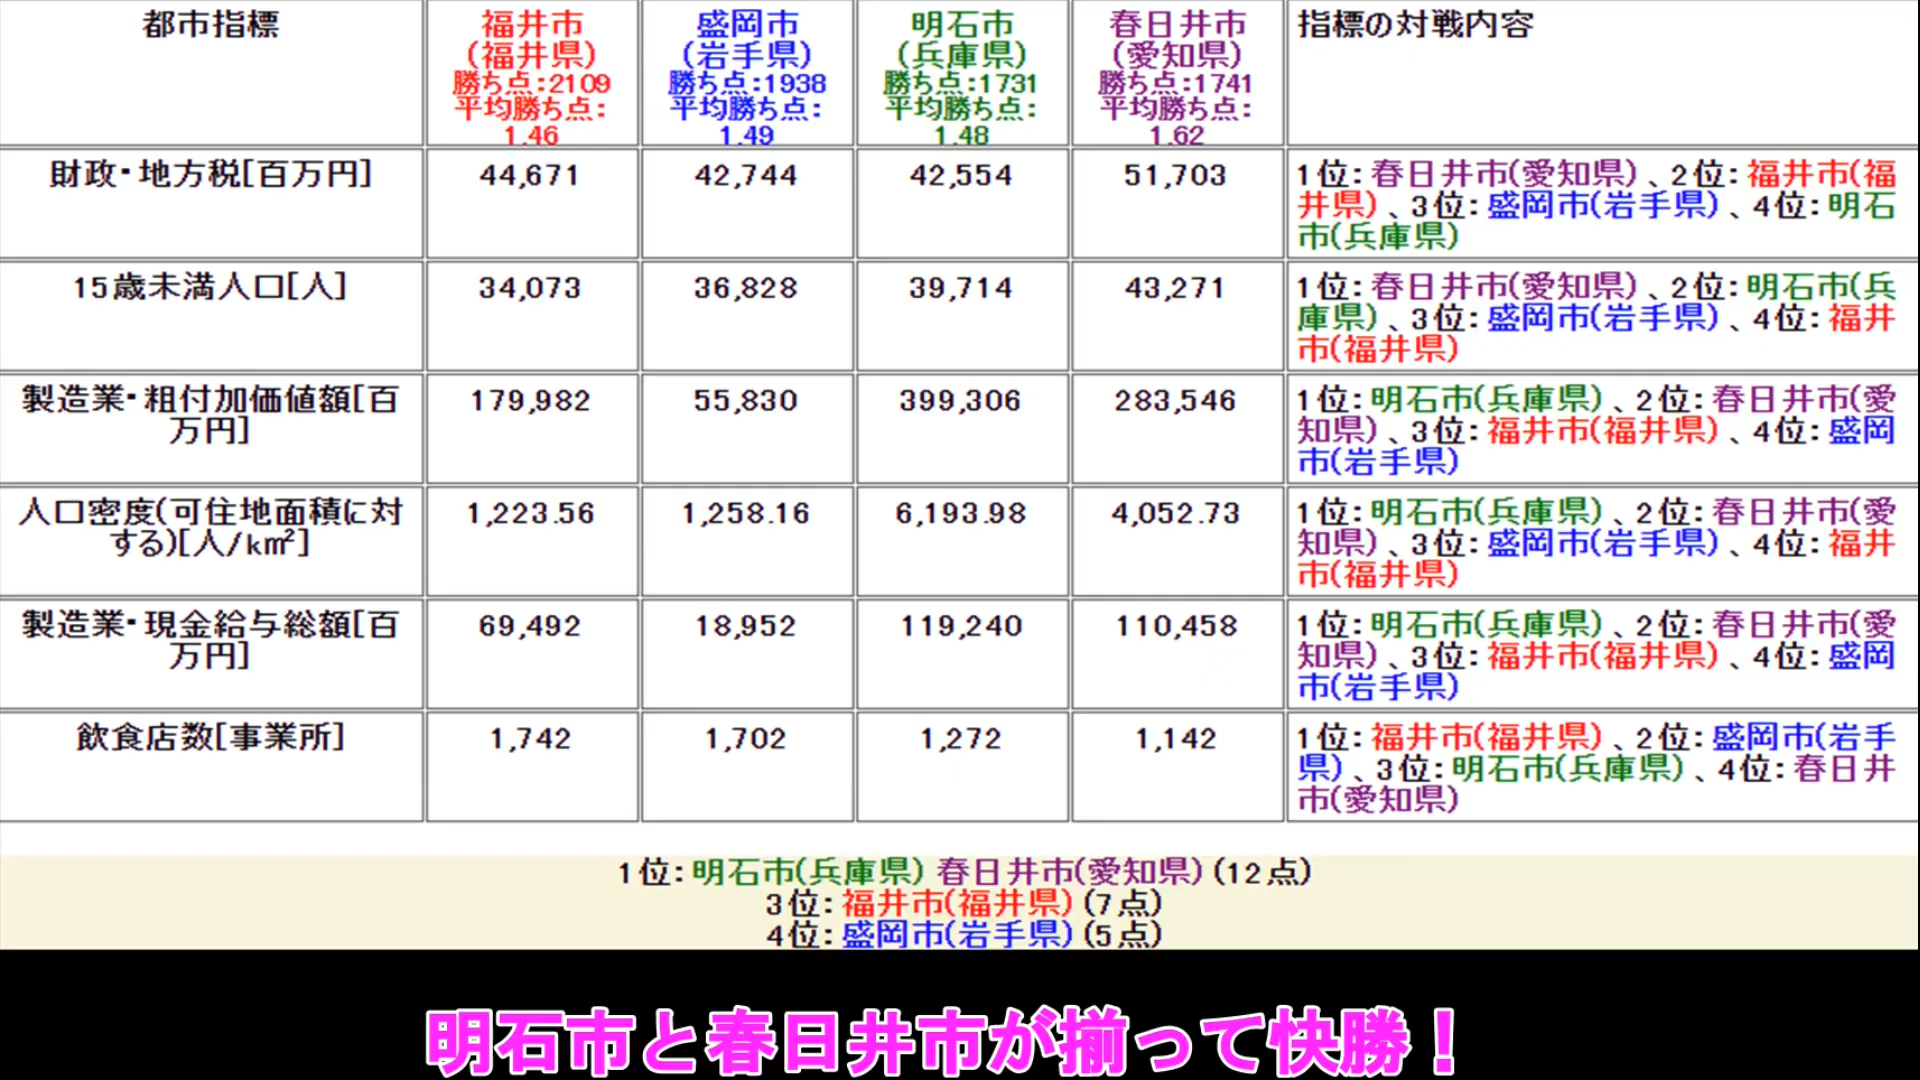 都市指標
福井市
(福井県)
勝ち点:2109
平均勝ち点:
1.46
盛岡市
(岩手県)
勝ち点:1938
平均勝ち点:
1.49
明石市
(兵庫県)
勝ち点:1731
平均勝ち点:
1.48
春日井市
(愛知県)
勝ち点:1741
平均勝ち点:
1.62
指標の対戦内容
財政・地方税[百万円]
44,671
42,744
42,554
51,703
1位:春日井市(愛知県)、2位:福井市(福
井県)、3位:盛岡市(岩手県)、4位:明石
市(兵庫県)
15歳未満人口[人]
34,073
36,828
39,714
43,271
1位:春日井市(愛知県)、2位:明石市(兵
庫県)、3位:盛岡市(岩手県)、4位:福井
市(福井県)
製造業・粗付加価値額[百
万円]
179,982
55,830
399,306
283,546
1位:明石市(兵庫県)、2位:春日井市(愛
知県)、3位:福井市(福井県)、4位:盛岡
市(岩手県)
人口密度(可住地面積に対
する)[人/km²]
1,223.56
1,258.16
6,193.98
4,052.73
1位:明石市(兵庫県)、2位:春日井市(愛
知県)、3位:盛岡市(岩手県)、4位:福井
市(福井県)
製造業・現金給与総額[百
万円]
69,492
18,952
119,240
110,458
1位:明石市(兵庫県)、2位:春日井市(愛
知県)、3位:福井市(福井県)、4位:盛岡
市(岩手県)
飲食店数[事業所]
1,742
1,702
1,272
1,142
1位:福井市(福井県)、2位:盛岡市(岩手
県)、3位:明石市(兵庫県)、4位:春日井
市(愛知県)
1位:明石市(兵庫県) 春日井市(愛知県) (12点)
3位:福井市(福井県) (7点)
4位:盛岡市(岩手県) (5点)
明石市と春日井市が揃って快勝！